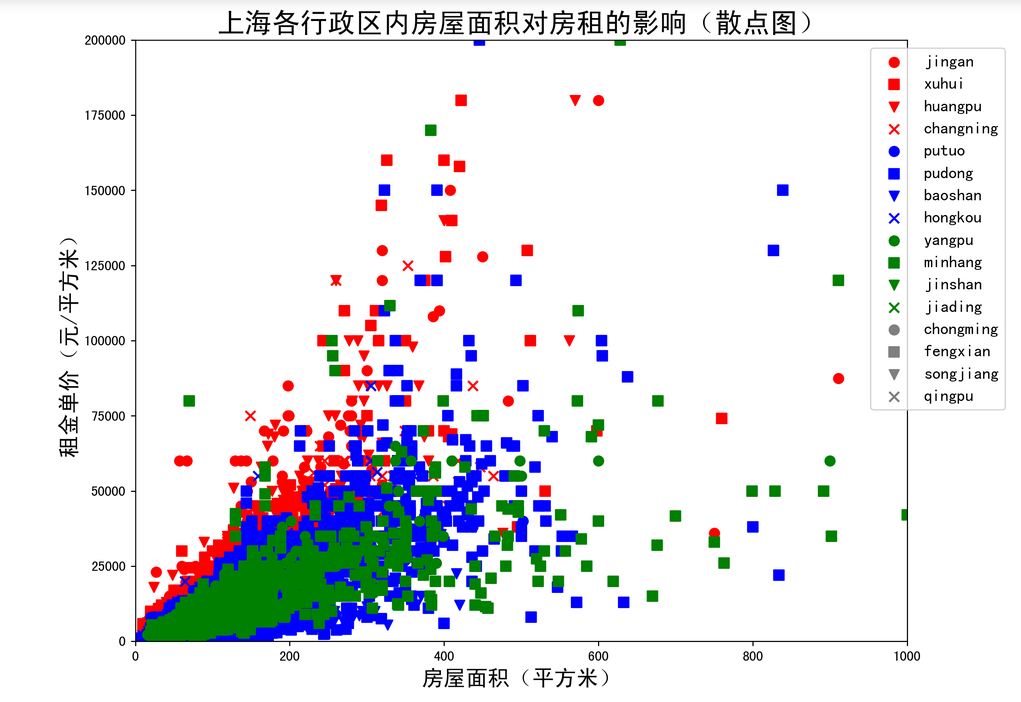 上海各行政区内房屋面积对房租的影响（散点图）
200000
175000
150000
125000
100000
75000
50000
25000
0
租金单价（元/平方米）
0 200 400 600 800 1000
房屋面积（平方米）
jingan
xuhui
huangpu
changning
putuo
pudong
baoshan
hongkou
yangpu
minhang
jinshan
jiading
chongming
fengxian
songjiang
qingpu